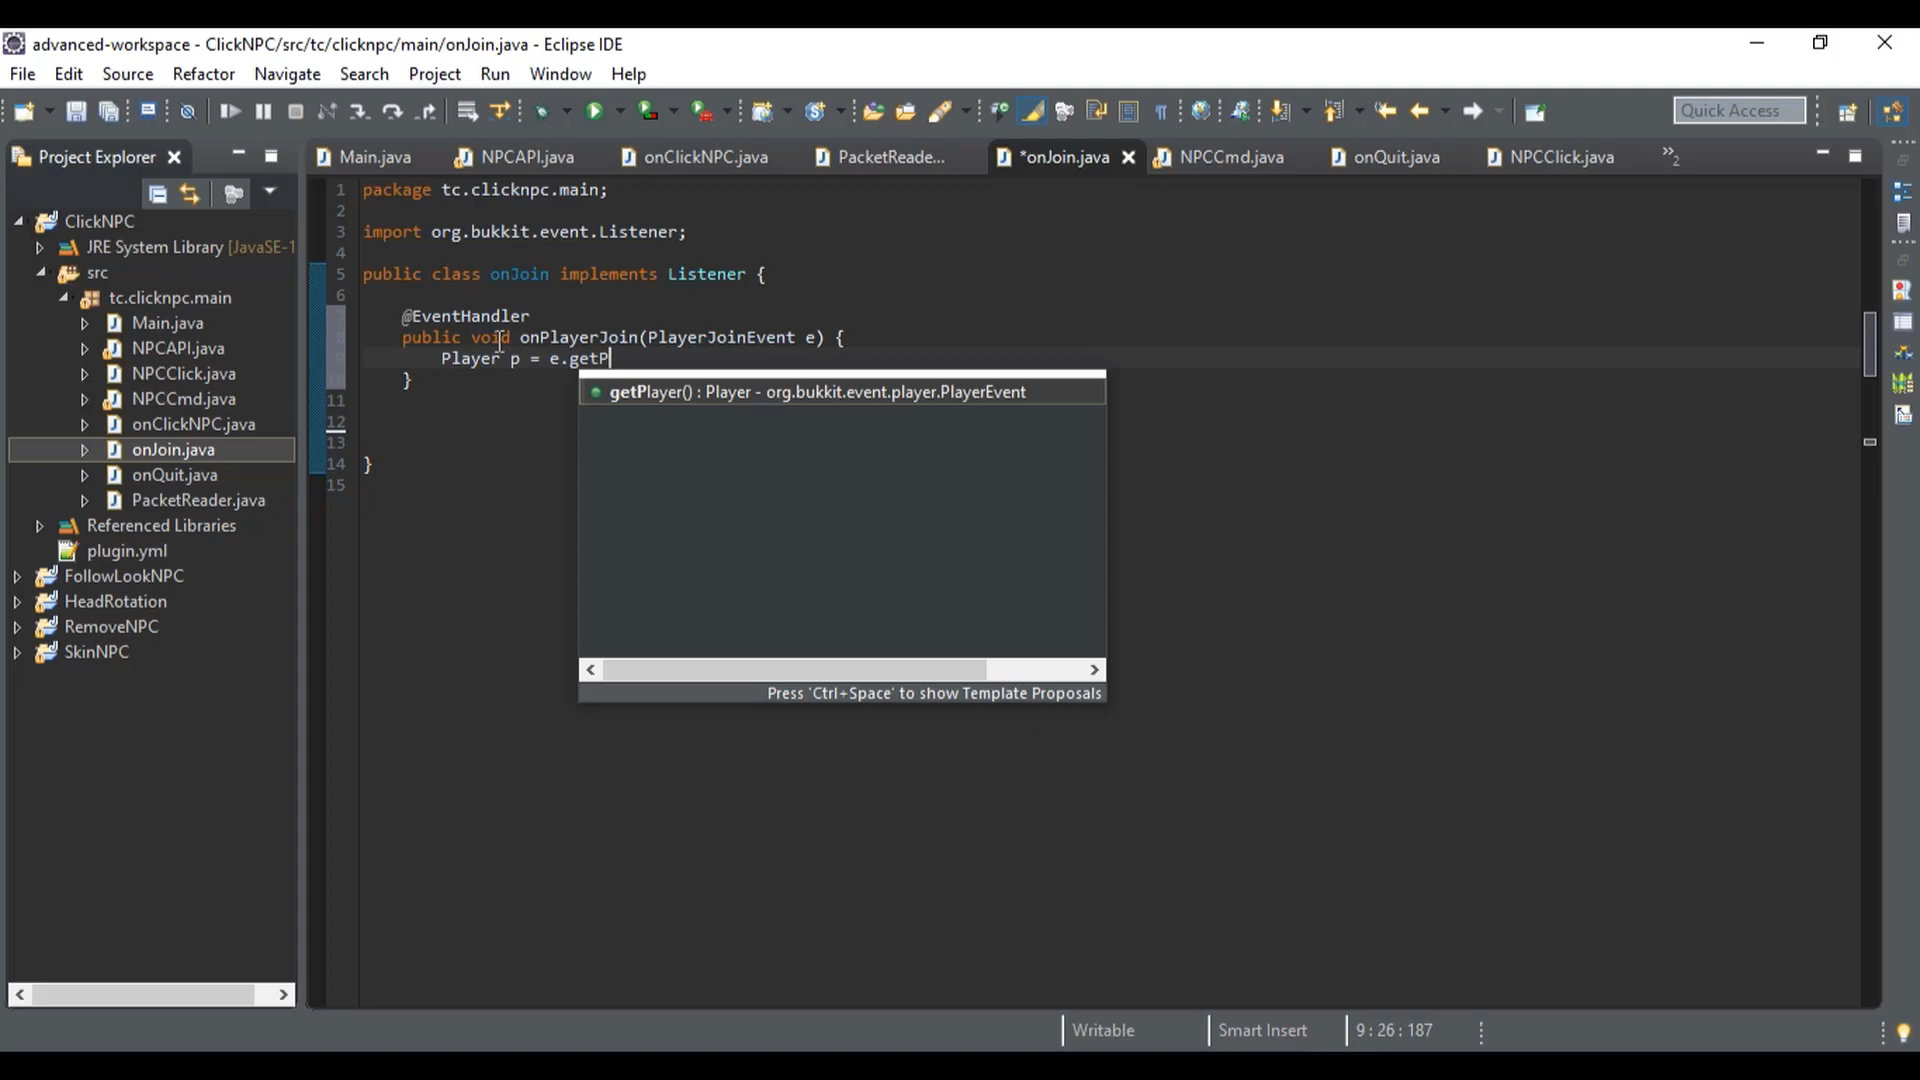 advanced-workspace - ClickNPC/src/tc/clicknpc/main/onJoin.java - Eclipse IDE
File Edit Source Refactor Navigate Search Project Run Window Help
Quick Access
Project Explorer
Main.java NPCAPI.java onClickNPC.java PacketReade... *onJoin.java NPCCmd.java onQuit.java NPCClick.java »2
ClickNPC
JRE System Library [JavaSE-1
src
tc.clicknpc.main
Main.java
NPCAPI.java
NPCClick.java
NPCCmd.java
onClickNPC.java
onJoin.java
onQuit.java
PacketReader.java
Referenced Libraries
plugin.yml
FollowLookNPC
HeadRotation
RemoveNPC
SkinNPC
1 package tc.clicknpc.main;
2
3 import org.bukkit.event.Listener;
4
5 public class onJoin implements Listener {
6
@EventHandler
8 public void onPlayerJoin(PlayerJoinEvent e) {
9 Player p = e.getP
}
11
12
13
14 }
15
getPlayer() : Player - org.bukkit.event.player.PlayerEvent
Press 'Ctrl+Space' to show Template Proposals
Writable Smart Insert 9 : 26 : 187